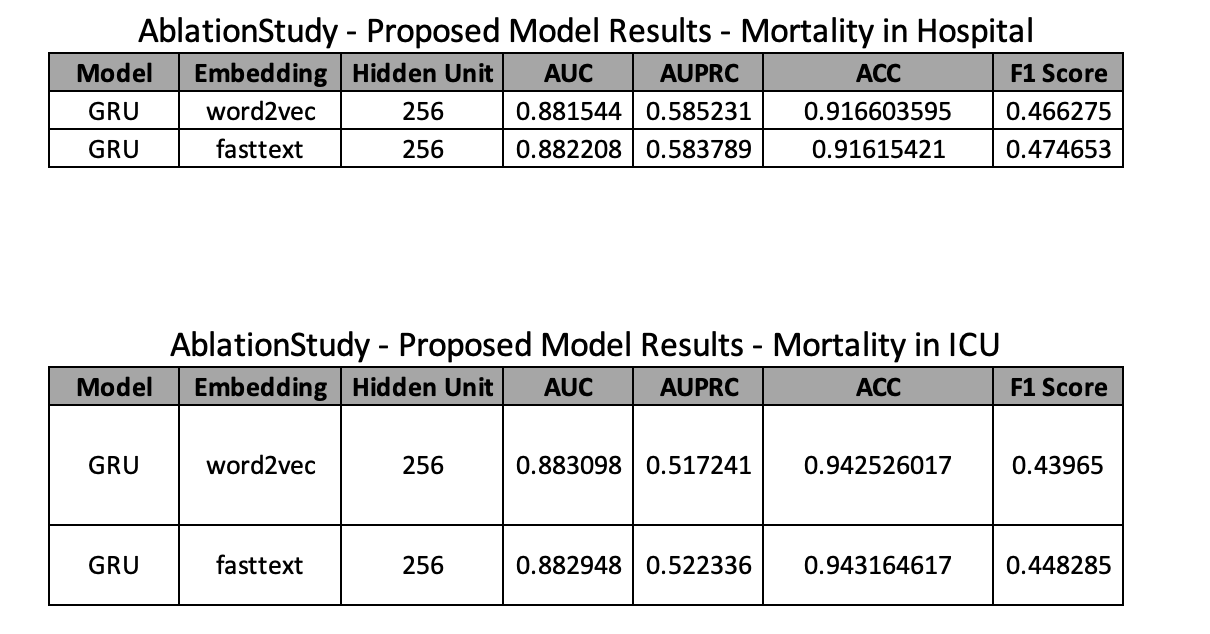 AblationStudy - Proposed Model Results - Mortality in Hospital
Model Embedding Hidden Unit AUC AUPRC ACC F1 Score
GRU word2vec 256 0.881544 0.585231 0.916603595 0.466275
GRU fasttext 256 0.882208 0.583789 0.91615421 0.474653
AblationStudy - Proposed Model Results - Mortality in ICU
Model Embedding Hidden Unit AUC AUPRC ACC F1 Score
GRU word2vec 256 0.883098 0.517241 0.942526017 0.43965
GRU fasttext 256 0.882948 0.522336 0.943164617 0.448285